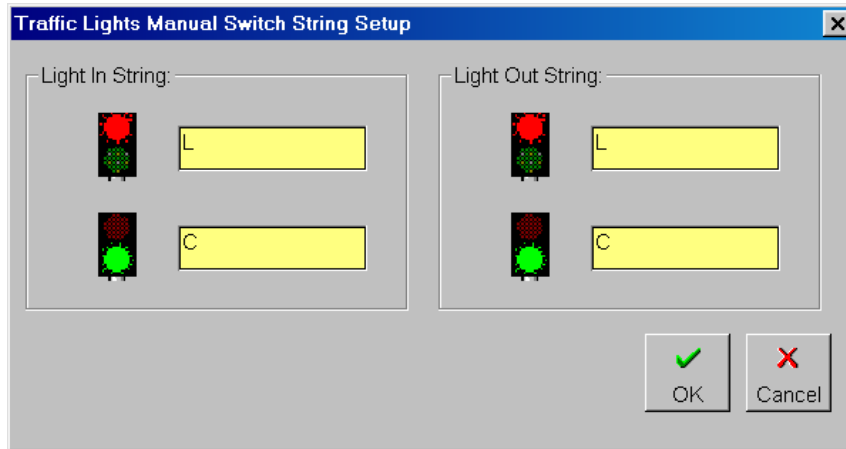 Traffic Lights Manual Switch String Setup
Light In String:
L
C
Light Out String:
L
C
OK
Cancel